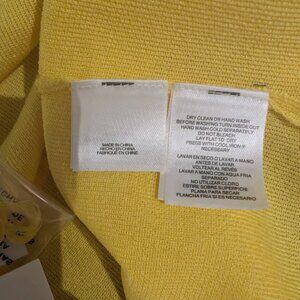 MADE IN CHINA
HECHO EN CHINA
FABRIQUE EN CHINE
DRY CLEAN OR HAND WASH
BEFORE WASHING TURN INSIDE OUT
HAND WASH COLD SEPARATELY
DO NOT BLEACH
LAY FLAT TO DRY
PRESS WITH COOL IRON IF
NECESSARY
LAVAR EN SECO O LAVAR A MANO
ANTES DE LAVAR,
VOLTEAR AL REVES
LAVAR A MANO CON AGUA FRIA
SEPARADO
NO UTILIZAR CLORO
ESTIRE SOBRE SUPERFICIE
PLANA PARA SECAR
PLANCHA FRIA SI ES NECESARIO